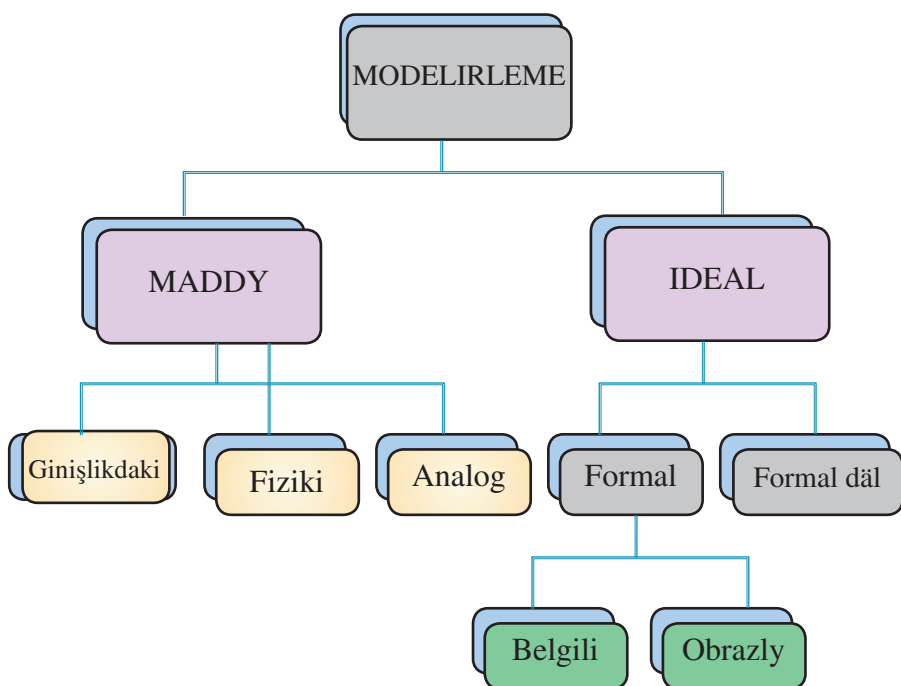 MODELIRLEME
MADDY
IDEAL
Ginişlikdaki
Fiziki
Analog
Formal
Formal däl
Belgili
Obrazly